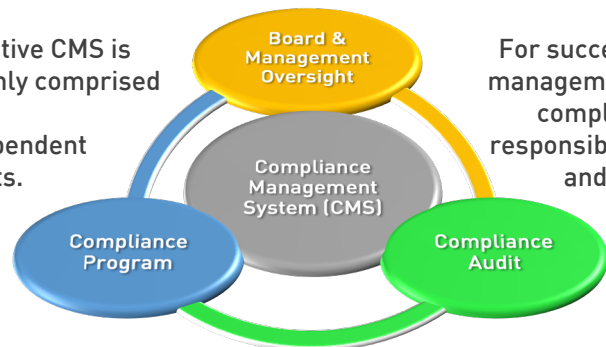 tive CMS is
nly comprised
pendent
ts.
Board &
Management
Oversight
For succe
management
compl
responsib
and
Compliance
Management
System (CMS)
Compliance
Program
Compliance
Audit